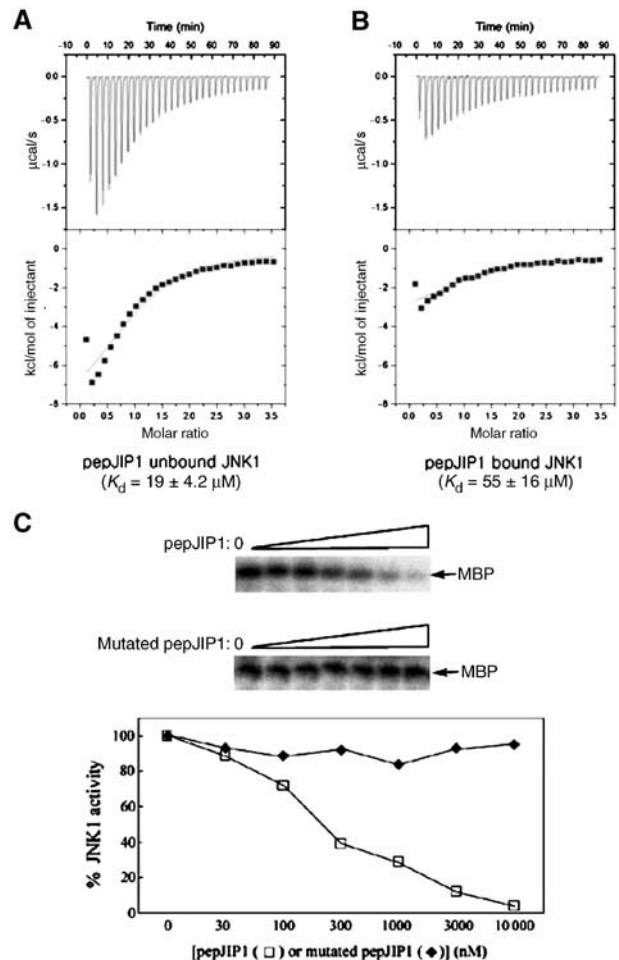 A
Time (min)
-10 0 10 20 30 40 50 60 70 80 90
0.0
-0.5
-1.0
-1.5
µcal/s
0
-2
-4
-6
-8
kcl/mol of injectant
0.0 0.5 1.0 1.5 2.0 2.5 3.0 3.5
Molar ratio
pepJIP1 unbound JNK1
(Kd = 19 ± 4.2 µM)
B
Time (min)
-10 0 10 20 30 40 50 60 70 80 90
0.0
-0.5
-1.0
-1.5
µcal/s
0
-2
-4
-6
-8
kcl/mol of injectant
0.0 0.5 1.0 1.5 2.0 2.5 3.0 3.5
Molar ratio
pepJIP1 bound JNK1
(Kd = 55 ± 16 µM)
C
pepJIP1: 0
MBP
Mutated pepJIP1: 0
MBP
100
80
60
40
20
0
% JNK1 activity
0 30 100 300 1000 3000 10 000
[pepJIP1 ( □ ) or mutated pepJIP1 ( ◆ )] (nM)